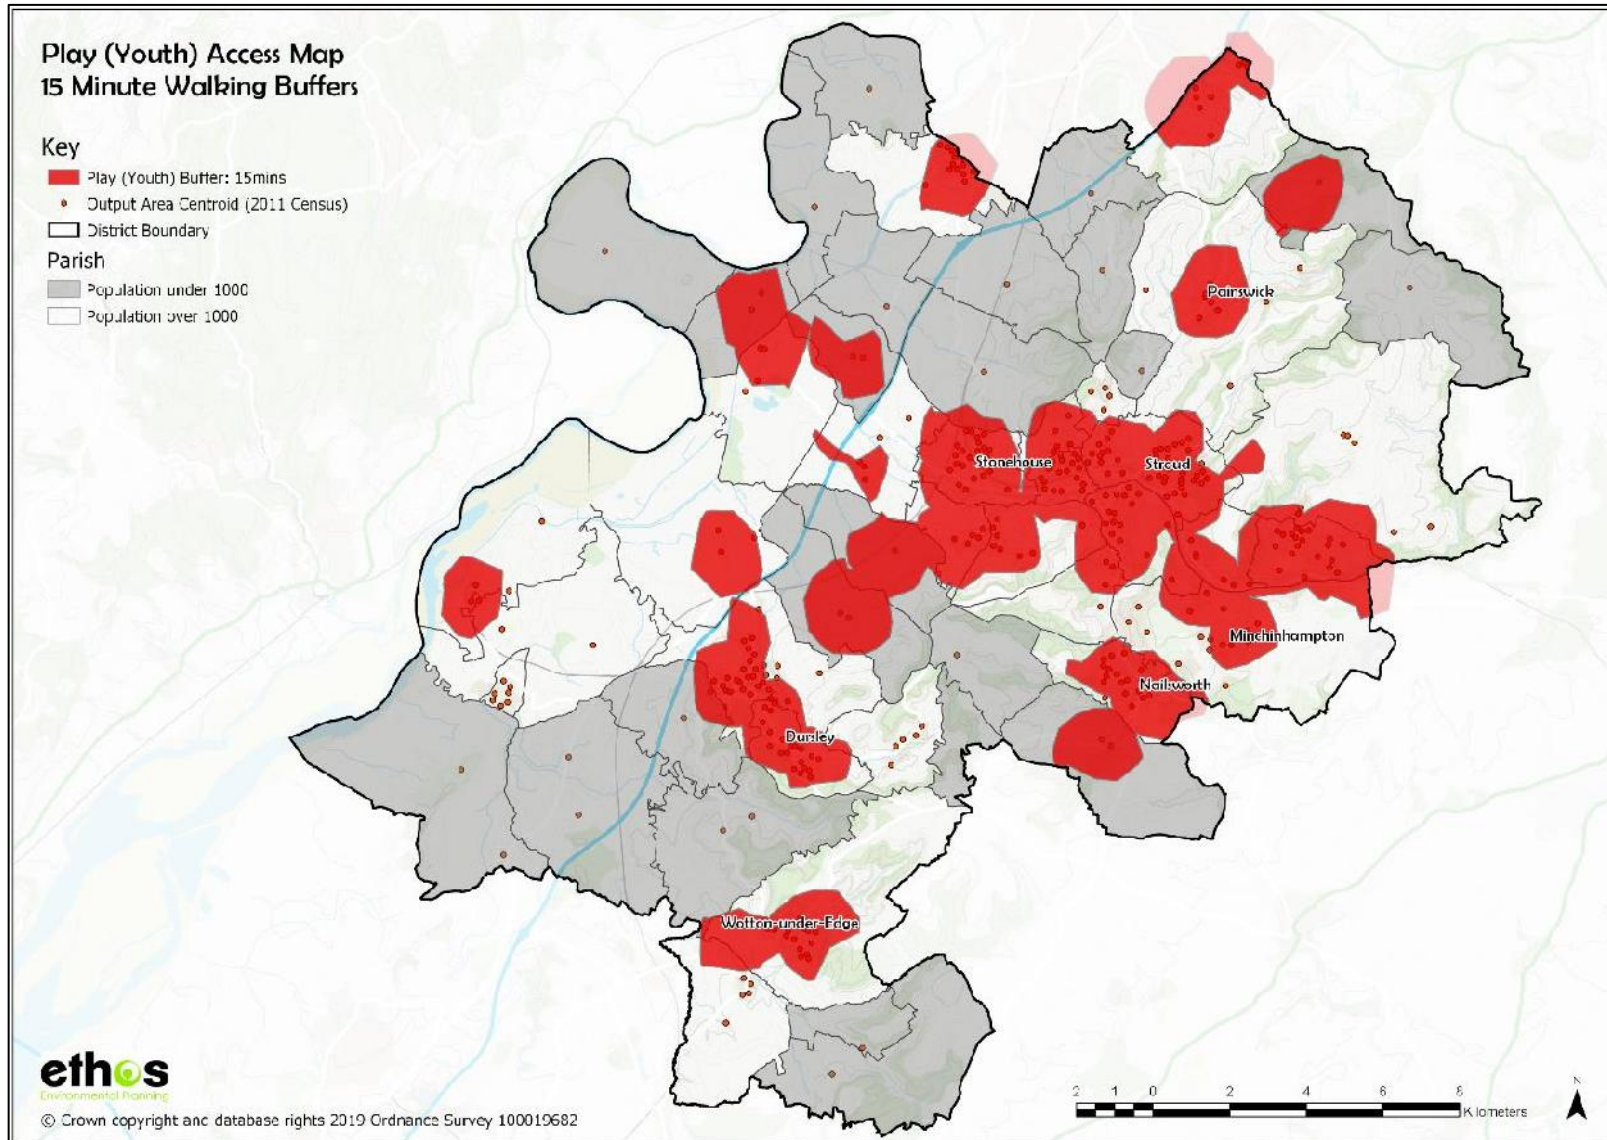 Play (Youth) Access Map
15 Minute Walking Buffers
Key
Play (Youth) Buffer: 15mins
Output Area Centroid (2011 Census)
District Boundary
Parish
Population under 1000
Population over 1000
Painswick
Stonehouse
Stroud
Minchinhampton
Nailsworth
Dursley
Wotton-under-Edge
ethos
Environmental Planning
© Crown copyright and database rights 2019 Ordnance Survey 100019682
2 1 0 2 4 6 8
Kilometers
N